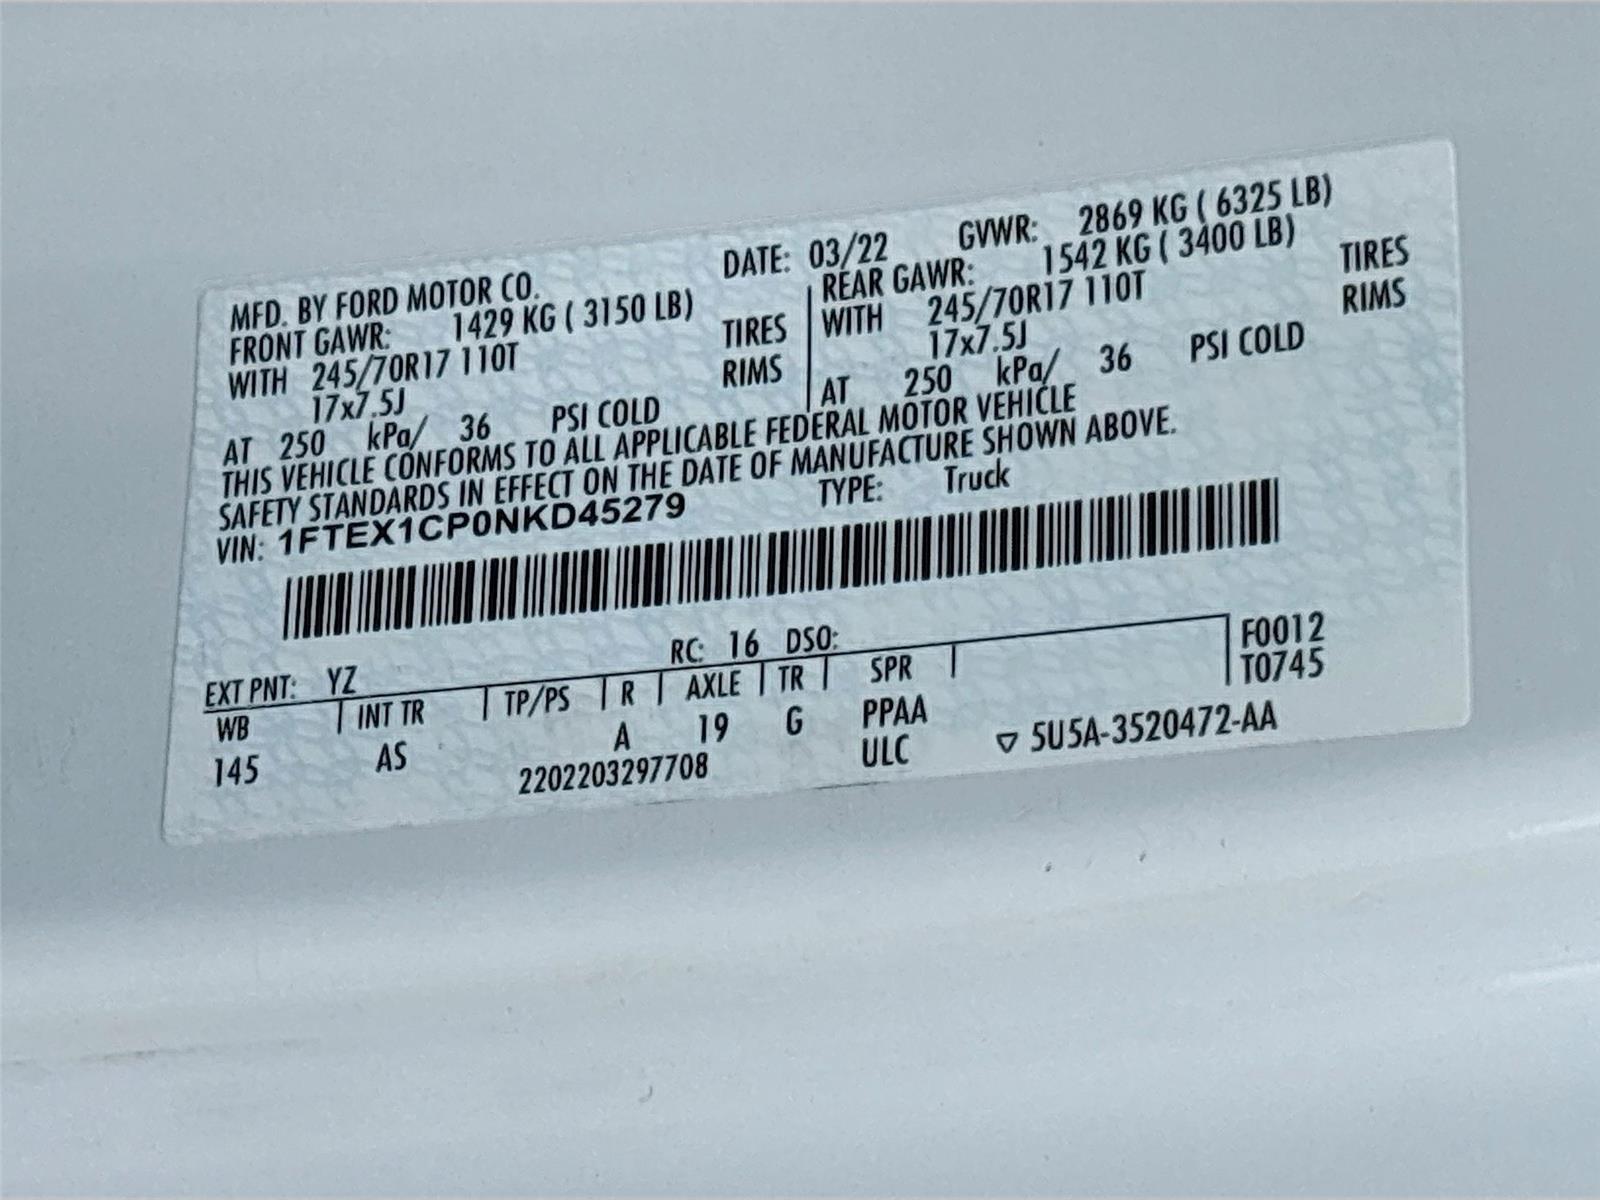 MFD. BY FORD MOTOR CO.
DATE: 03/22 GVWR: 2869 KG ( 6325 LB)
FRONT GAWR: 1429 KG ( 3150 LB)
WITH 245/70R17 110T TIRES
17x7.5J RIMS
AT 250 kPa/ 36 PSI COLD
REAR GAWR: 1542 KG ( 3400 LB)
WITH 245/70R17 110T TIRES
17x7.5J RIMS
AT 250 kPa/ 36 PSI COLD
THIS VEHICLE CONFORMS TO ALL APPLICABLE FEDERAL MOTOR VEHICLE
SAFETY STANDARDS IN EFFECT ON THE DATE OF MANUFACTURE SHOWN ABOVE.
VIN: 1FTEX1CP0NKD45279 TYPE: Truck
EXT PNT: YZ RC: 16 DSO: F0012
WB INT TR TP/PS R AXLE TR SPR T0745
145 AS A 19 G PPAA
2202203297708 ULC ▽ 5U5A-3520472-AA